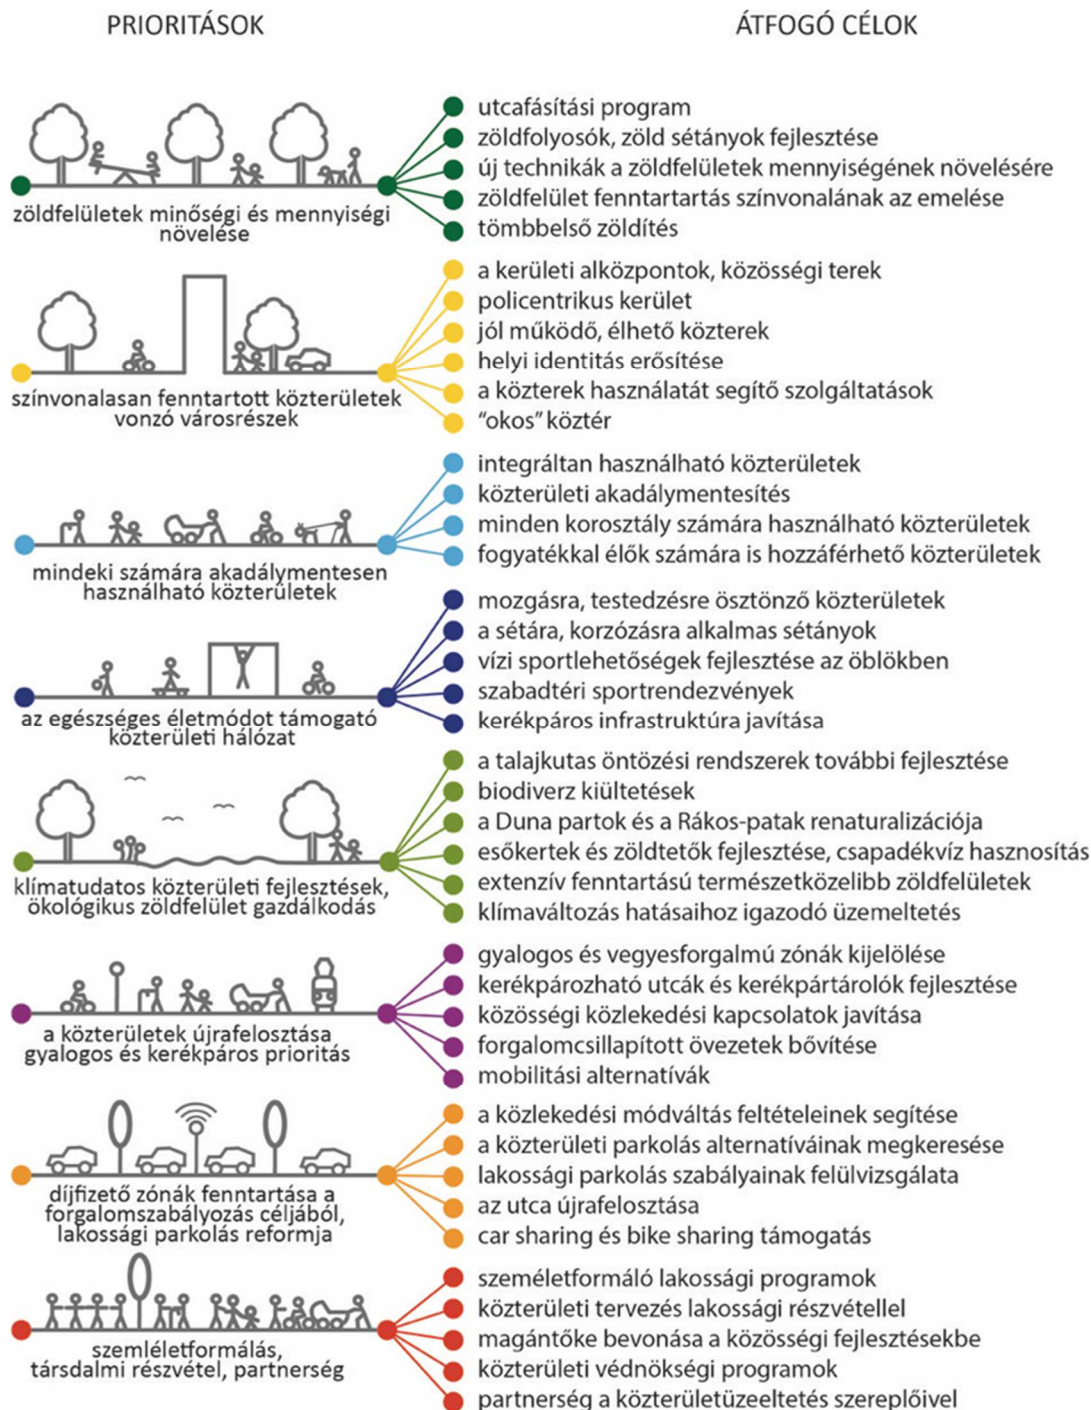 PRIORITÁSOK
ÁTFOGÓ CÉLOK
zöldfelületek minőségi és mennyiségi
növelése
utcafásítási program
zöldfolyosók, zöld sétányok fejlesztése
új technikák a zöldfelületek mennyiségének növelésére
zöldfelület fenntartartás színvonalának az emelése
tömbbelső zöldítés
színvonalasan fenntartott közterületek
vonzó városrészek
a kerületi alközpontok, közösségi terek
policentrikus kerület
jól működő, élhető közterek
helyi identitás erősítése
a közterek használatát segítő szolgáltatások
“okos” köztér
mindeki számára akadálymentesen
használható közterületek
integráltan használható közterületek
közterületi akadálymentesítés
minden korosztály számára használható közterületek
fogyatékkal élők számára is hozzáférhető közterületek
az egészséges életmódot támogató
közterületi hálózat
mozgásra, testedzésre ösztönző közterületek
a sétára, korzózásra alkalmas sétányok
vízi sportlehetőségek fejlesztése az öblökben
szabadtéri sportrendezvények
kerékpáros infrastruktúra javítása
klímatudatos közterületi fejlesztések,
ökológikus zöldfelület gazdálkodás
a talajkutas öntözési rendszerek további fejlesztése
biodiverz kiültetések
a Duna partok és a Rákos-patak renaturalizációja
esőkertek és zöldtetők fejlesztése, csapadékvíz hasznosítás
extenzív fenntartású természetközelibb zöldfelületek
klímaváltozás hatásaihoz igazodó üzemeltetés
a közterületek újrafelosztása
gyalogos és kerékpáros prioritás
gyalogos és vegyesforgalmú zónák kijelölése
kerékpározható utcák és kerékpártárolók fejlesztése
közösségi közlekedési kapcsolatok javítása
forgalomcsillapított övezetek bővítése
mobilitási alternatívák
díjfizető zónák fenntartása a
forgalomszabályozás céljából,
lakossági parkolás reformja
a közlekedési módváltás feltételeinek segítése
a közterületi parkolás alternatíváinak megkeresése
lakossági parkolás szabályainak felülvizsgálata
az utca újrafelosztása
car sharing és bike sharing támogatás
szemléletformálás,
társdalmi részvétel, partnerség
személetformáló lakossági programok
közterületi tervezés lakossági részvétellel
magántőke bevonása a közösségi fejlesztésekbe
közterületi védnökségi programok
partnerség a közterületüzeeltetés szereplőivel